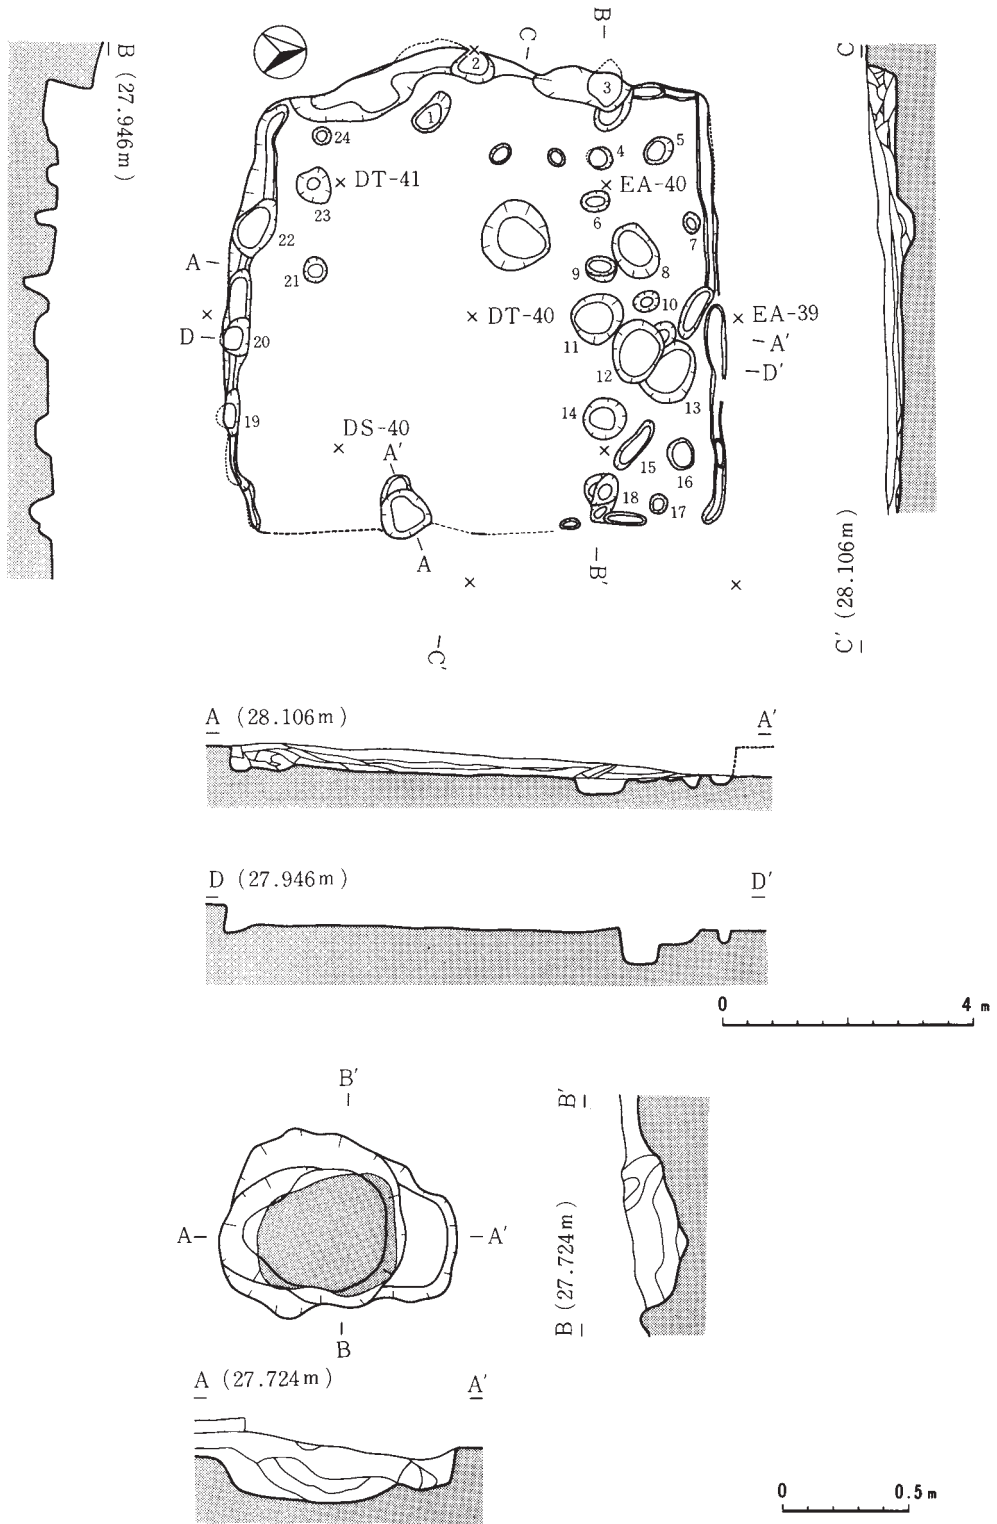 B
C
B (27.946m)
C
2
3
1
24
4
5
DT-41
EA-40
23
6
22
7
A
21
9
8
10
DT-40
EA-39
D
20
11
A'
12
D'
13
19
14
DS-40
A'
15
16
18
17
A
B'
C'
C' (28.106m)
A (28.106m)
A'
D (27.946m)
D'
0 4 m
B'
B'
A
A'
B (27.724m)
B
A (27.724m)
A'
0 0.5m